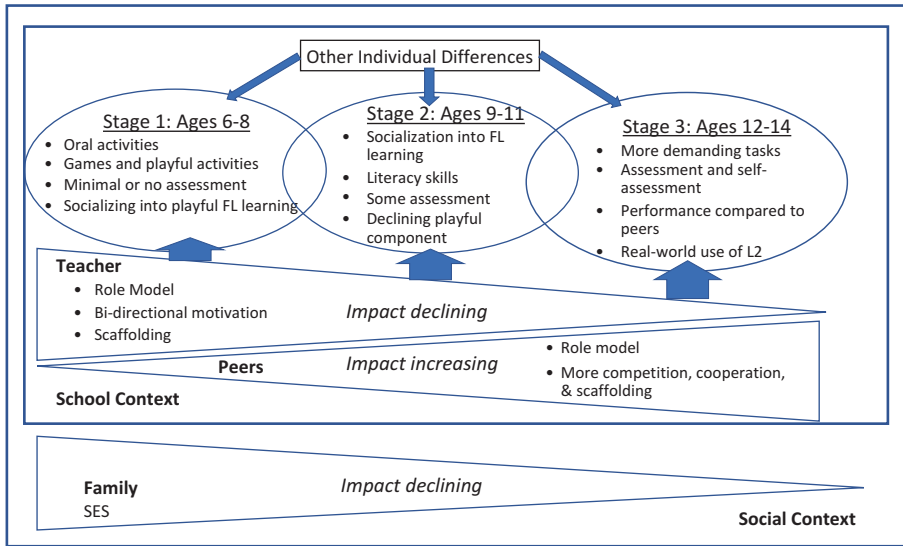 Other Individual Differences
Stage 1: Ages 6-8
• Oral activities
• Games and playful activities
• Minimal or no assessment
• Socializing into playful FL learning
Stage 2: Ages 9-11
• Socialization into FL
learning
• Literacy skills
• Some assessment
• Declining playful
component
Stage 3: Ages 12-14
• More demanding tasks
• Assessment and self-
assessment
• Performance compared to
peers
• Real-world use of L2
Teacher
• Role Model
• Bi-directional motivation
• Scaffolding
Impact declining
Peers
Impact increasing
• Role model
• More competition, cooperation,
& scaffolding
School Context
Family
SES
Impact declining
Social Context